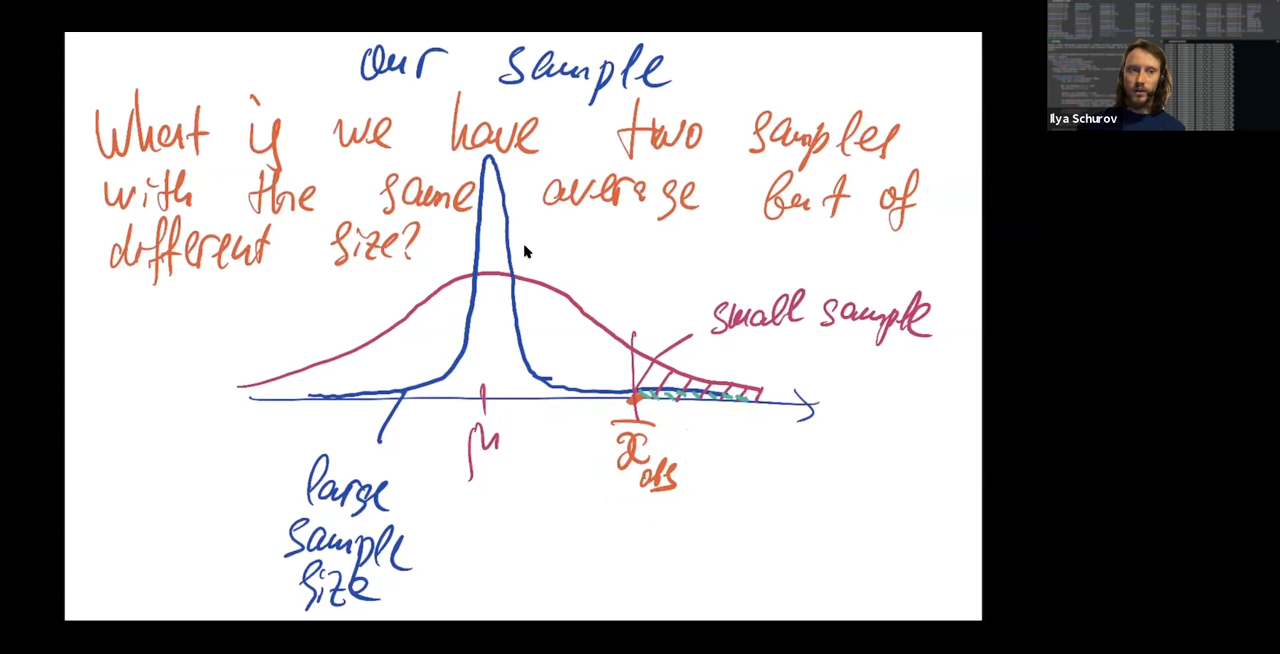 our sample
What if we have two samples
with the same average but of
different size?
small sample
μ
x̄ obs
large
sample
size
Ilya Schurov